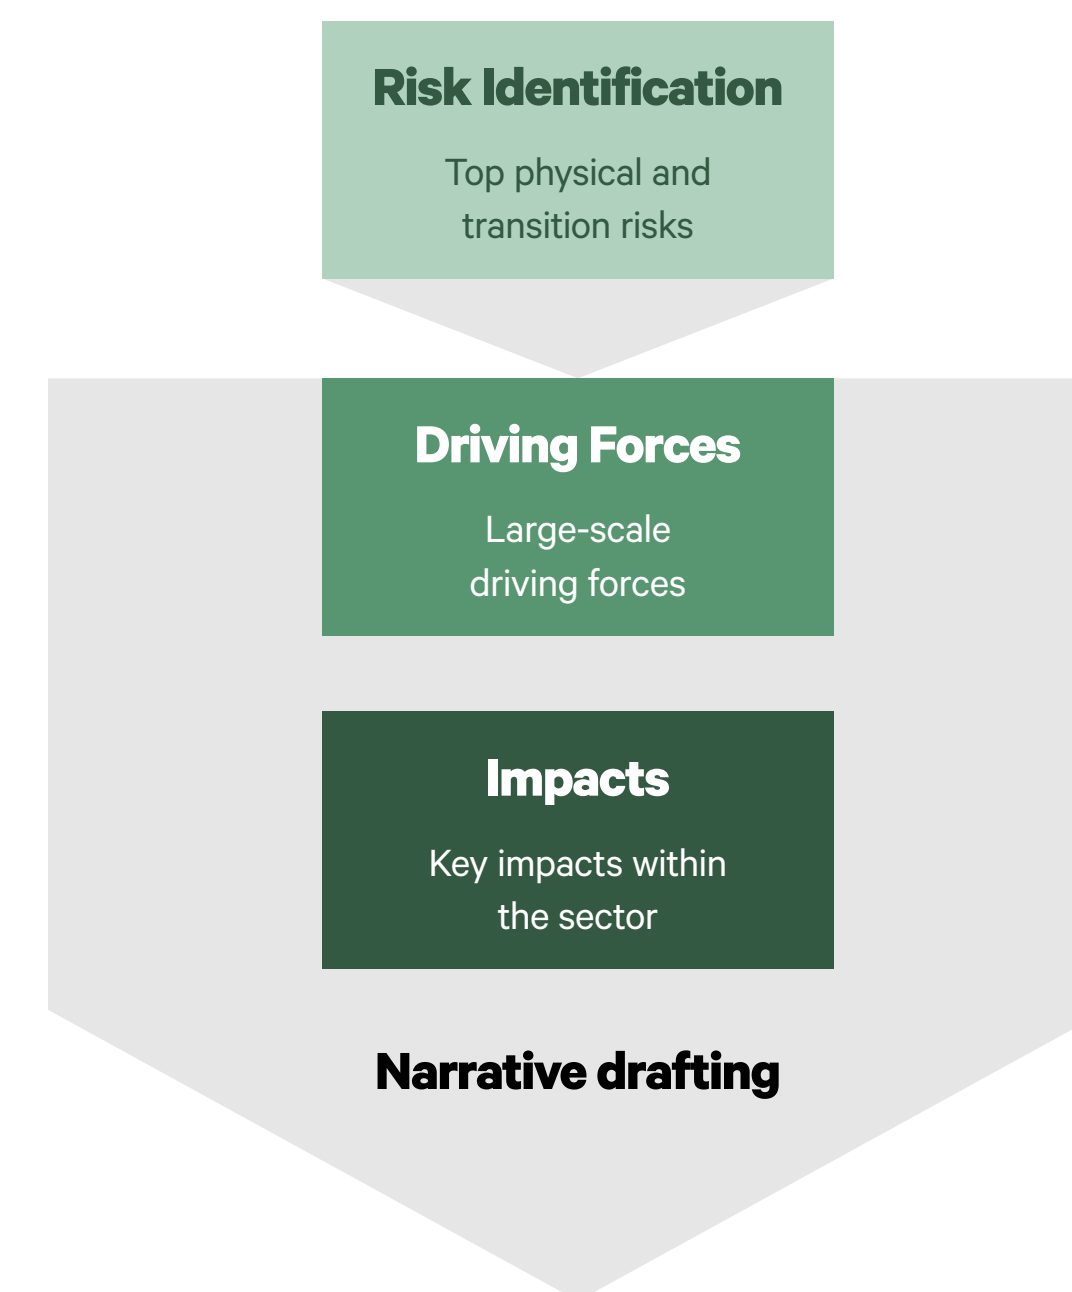 Risk Identification
Top physical and
transition risks
Driving Forces
Large-scale
driving forces
Impacts
Key impacts within
the sector
Narrative drafting